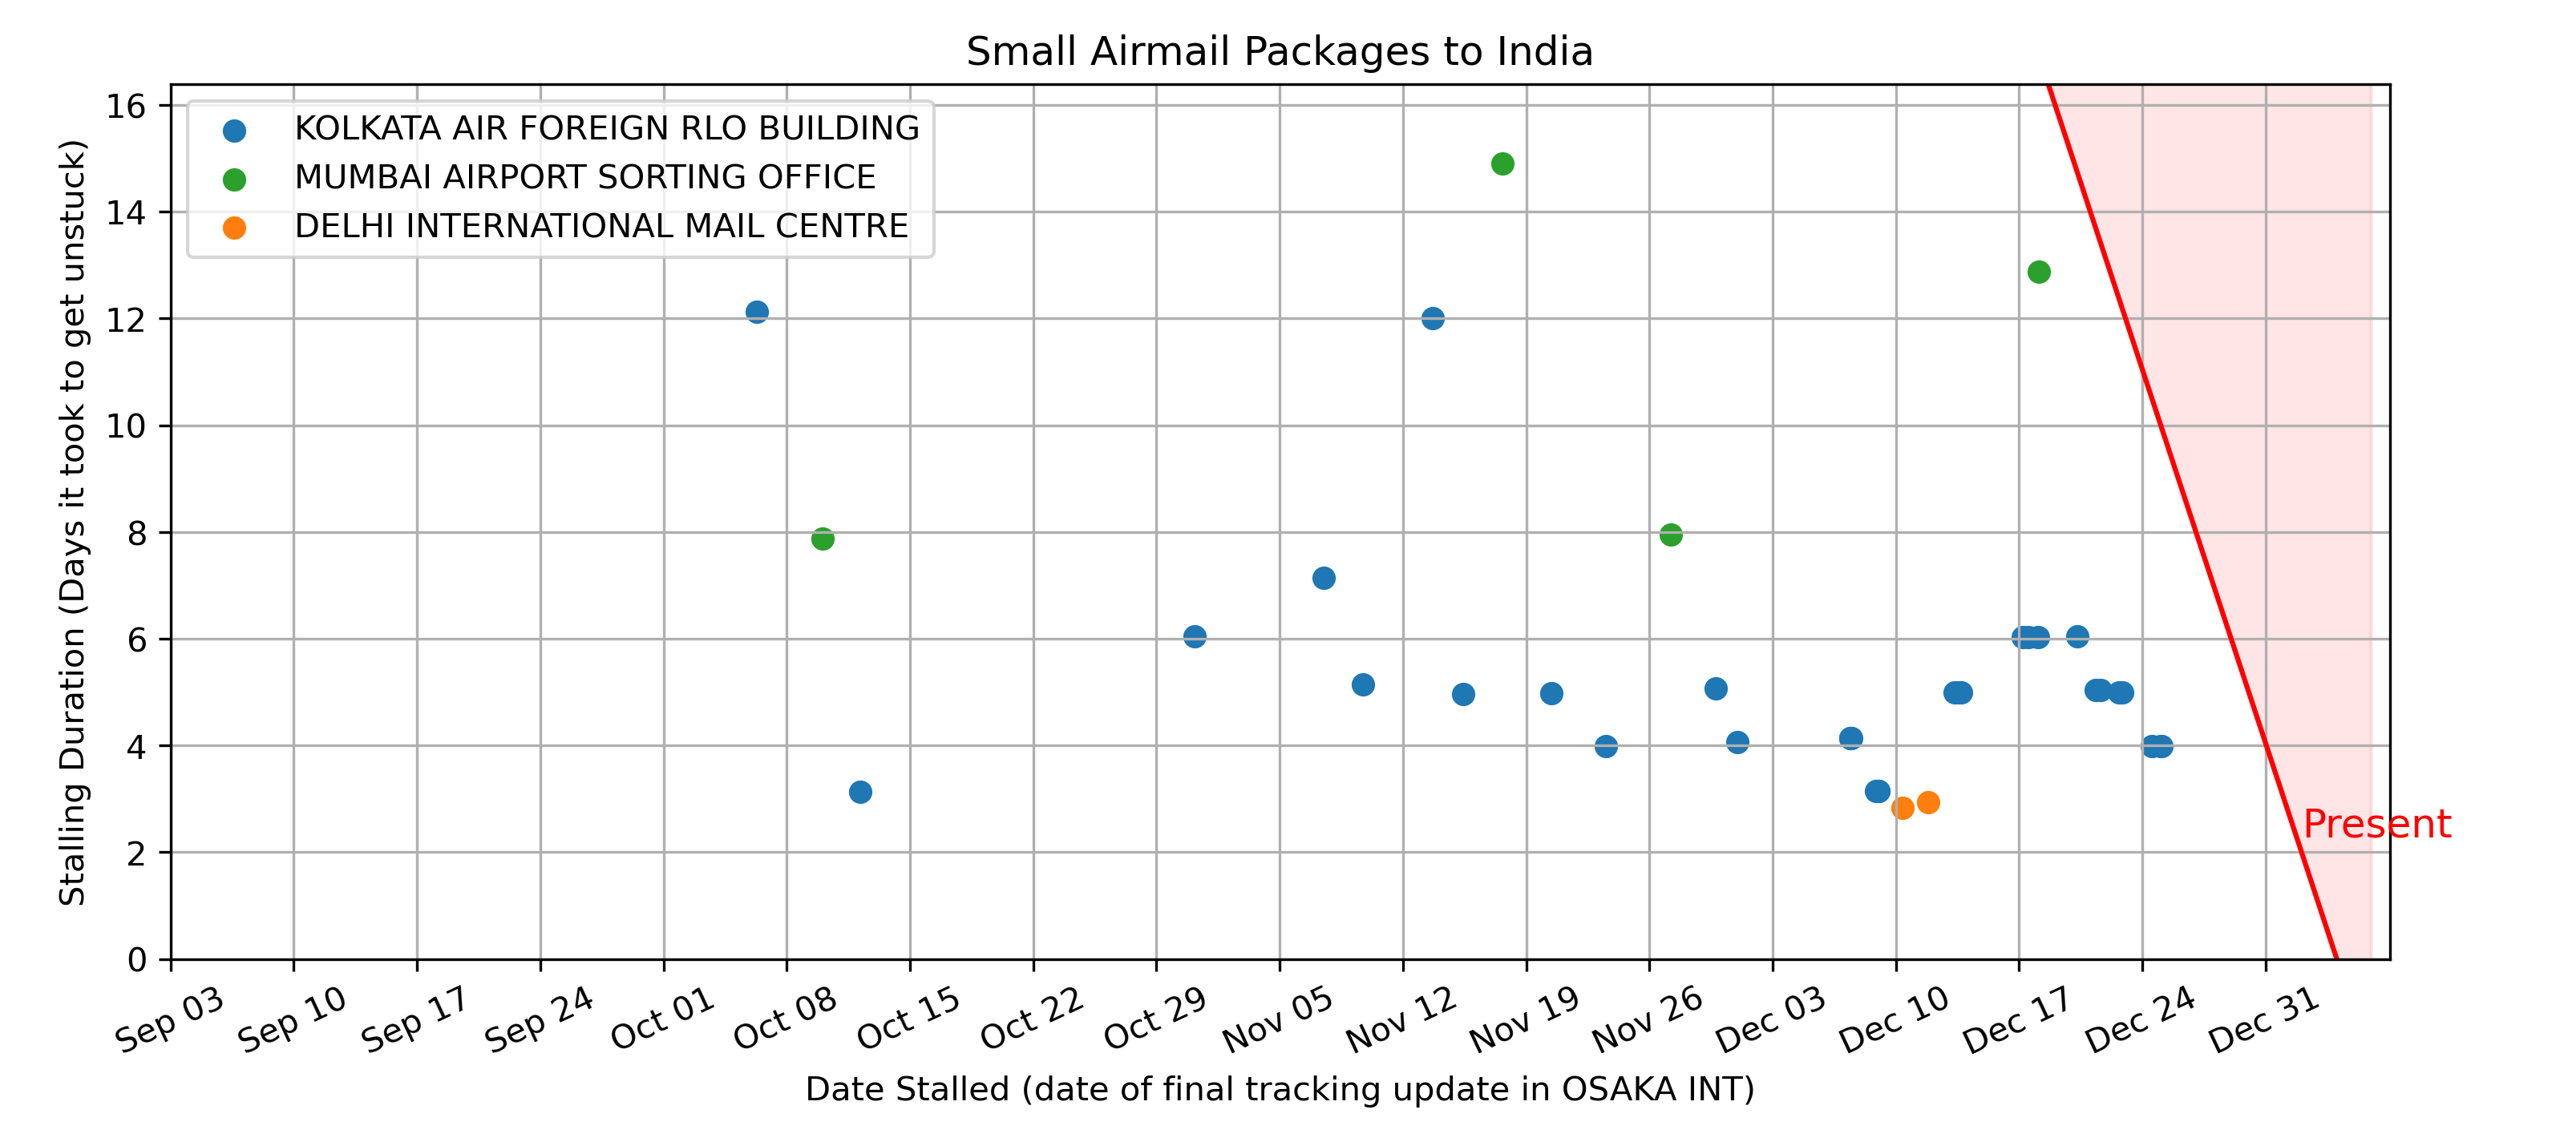 Small Airmail Packages to India
KOLKATA AIR FOREIGN RLO BUILDING
MUMBAI AIRPORT SORTING OFFICE
DELHI INTERNATIONAL MAIL CENTRE
Stalling Duration (Days it took to get unstuck)
16
14
12
10
8
6
4
2
0
Present
Sep 03
Sep 10
Sep 17
Sep 24
Oct 01
Oct 08
Oct 15
Oct 22
Oct 29
Nov 05
Nov 12
Nov 19
Nov 26
Dec 03
Dec 10
Dec 17
Dec 24
Dec 31
Date Stalled (date of final tracking update in OSAKA INT)